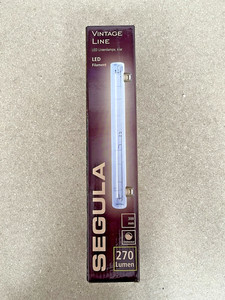 VINTAGE
LINE
LED
Filament
SEGULA
E
270
Lumen